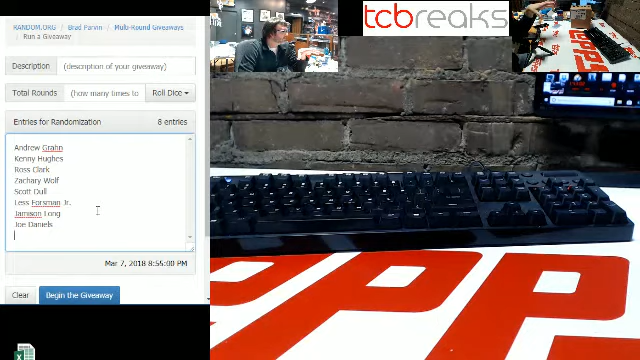 RANDOM.ORG / Brad Parvin / Multi-Round Giveaways
/ Run a Giveaway
Description (description of your giveaway)
Total Rounds (how many times to Roll Dice
Entries for Randomization 8 entries
Andrew Grahn
Kenny Hughes
Ross Clark
Zachary Wolf
Scott Dull
Less Forsman Jr.
Jamison Long
Joe Daniels
Mar 7, 2018 8:55:00 PM
Clear Begin the Giveaway
tcbreaks